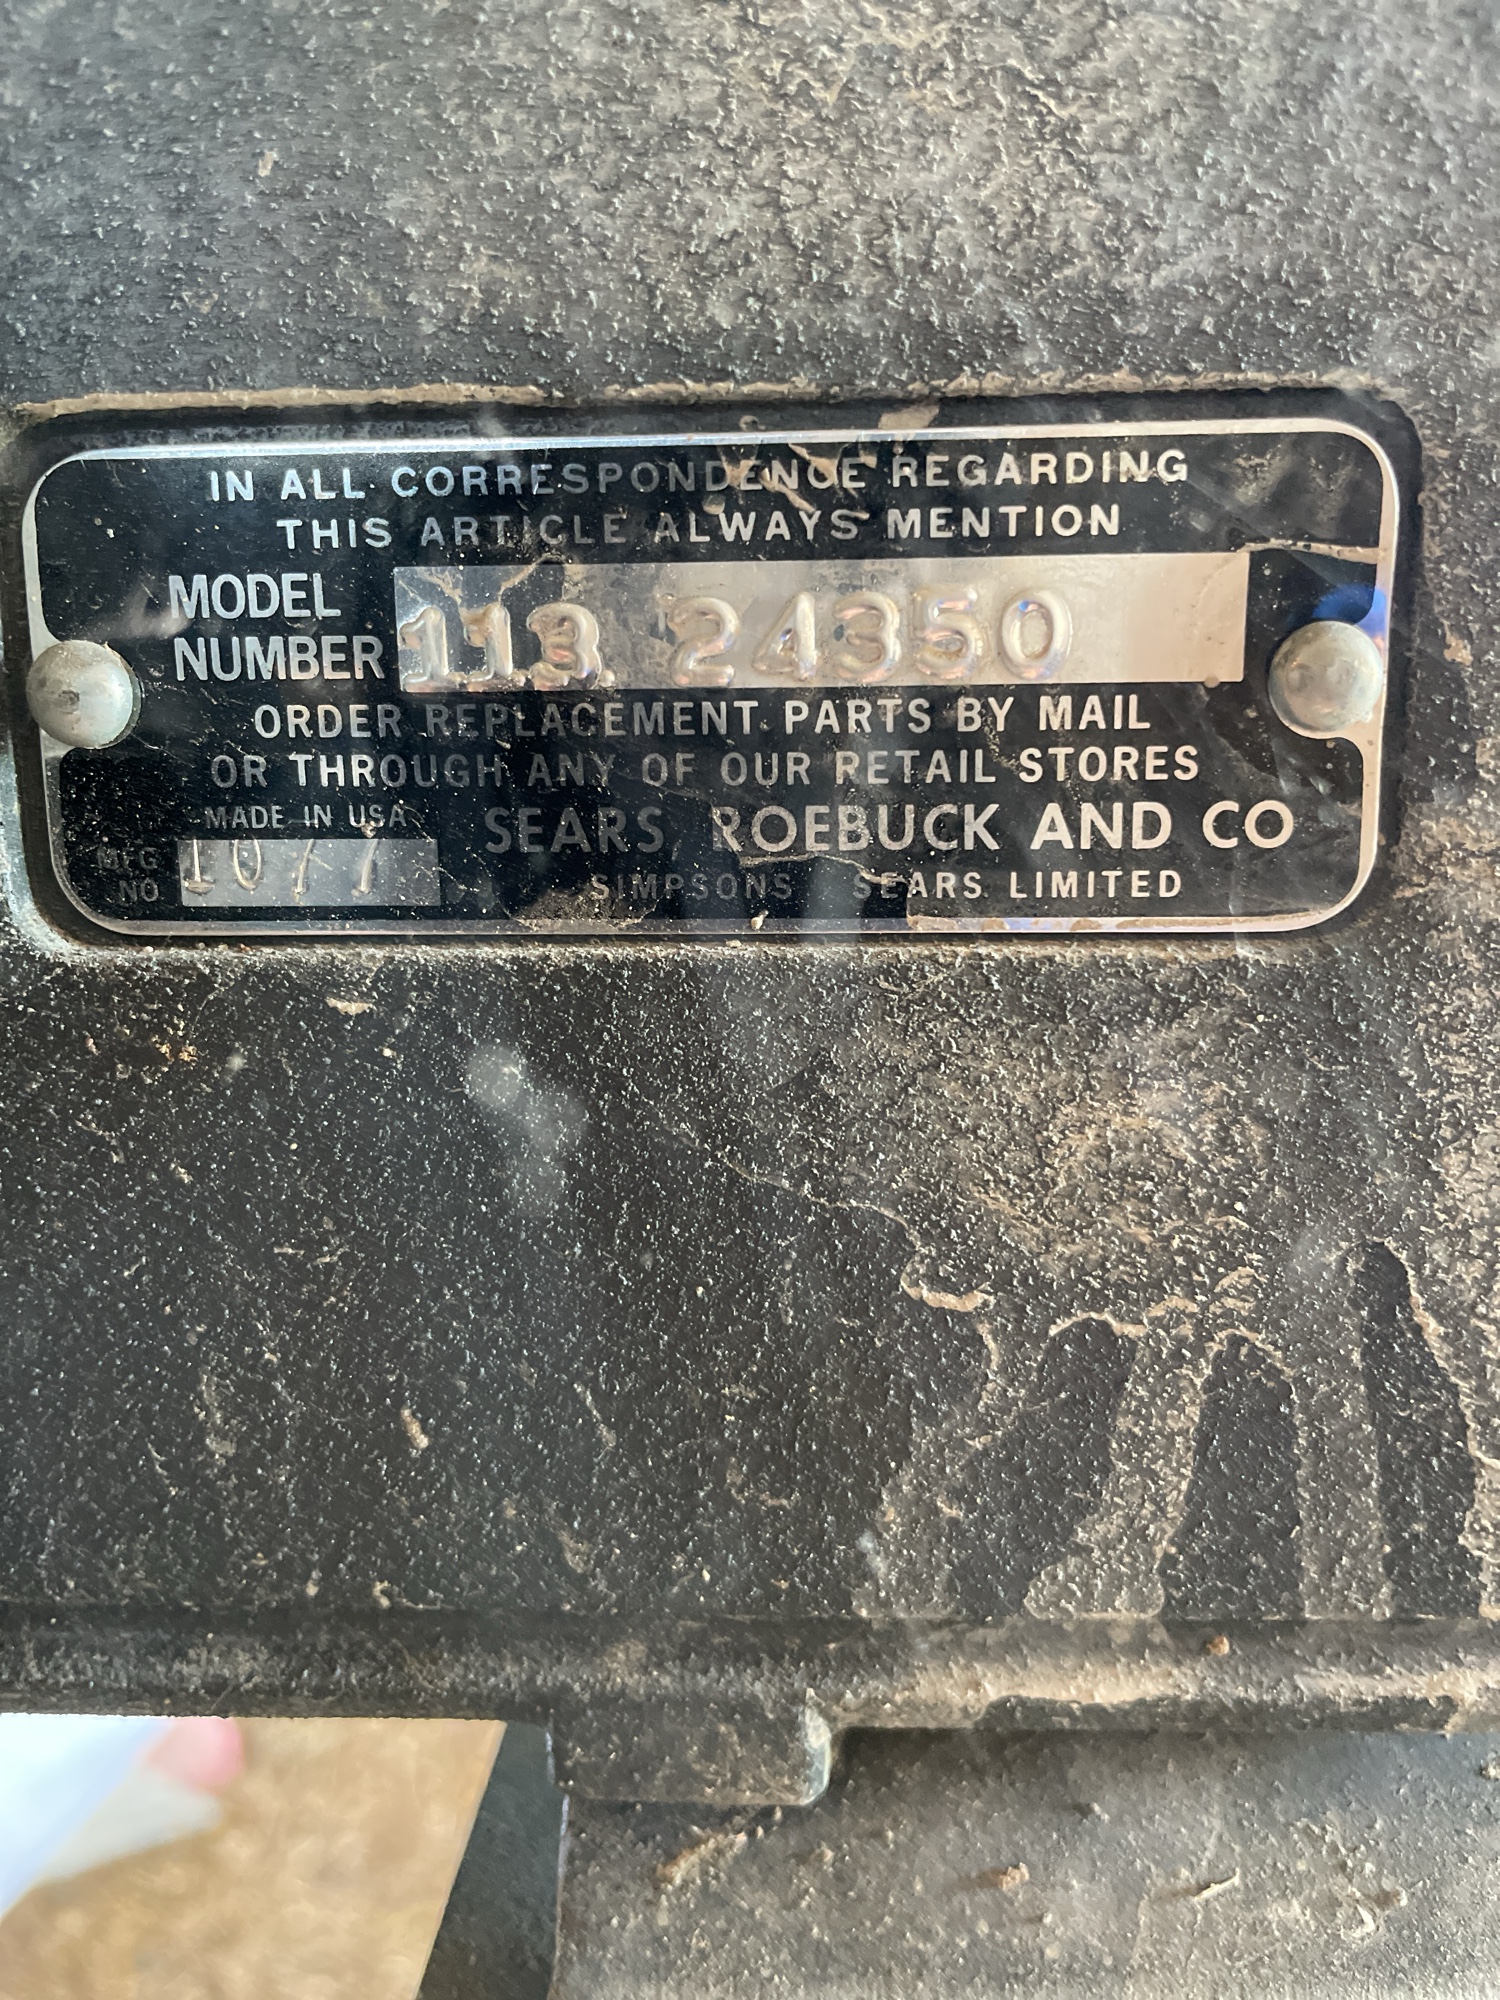 IN ALL CORRESPONDENCE REGARDING
THIS ARTICLE ALWAYS MENTION
MODEL
NUMBER 113. 24350
ORDER REPLACEMENT PARTS BY MAIL
OR THROUGH ANY OF OUR RETAIL STORES
MADE IN USA
SEARS, ROEBUCK AND CO
MFG
NO 1077
SIMPSONS SEARS LIMITED